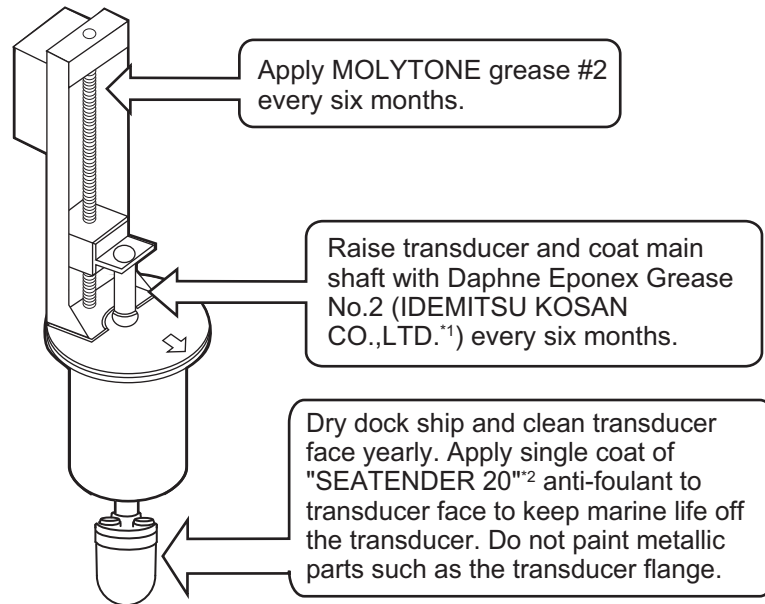 Apply MOLYTONE grease #2
every six months.
Raise transducer and coat main
shaft with Daphne Eponex Grease
No.2 (IDEMITSU KOSAN
CO.,LTD.*1) every six months.
Dry dock ship and clean transducer
face yearly. Apply single coat of
"SEATENDER 20"*2 anti-foulant to
transducer face to keep marine life off
the transducer. Do not paint metallic
parts such as the transducer flange.